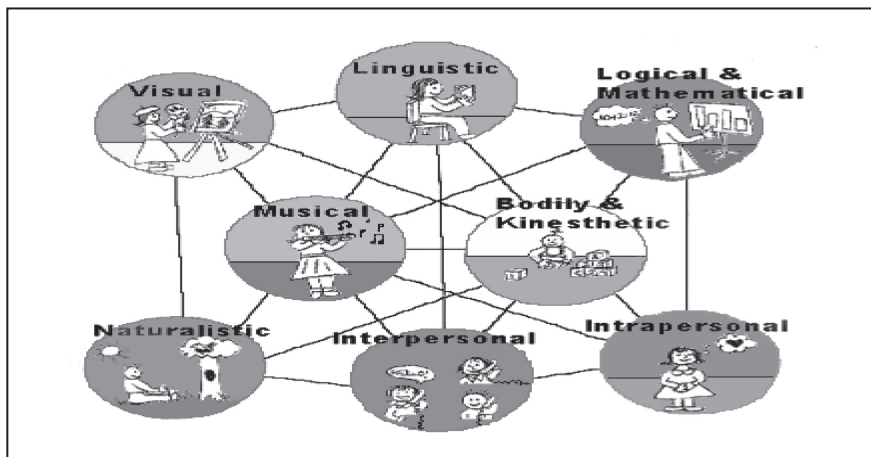 Linguistic
Visual
Logical &
Mathematical
Musical
Bodily &
Kinesthetic
Naturalistic
Interpersonal
Intrapersonal